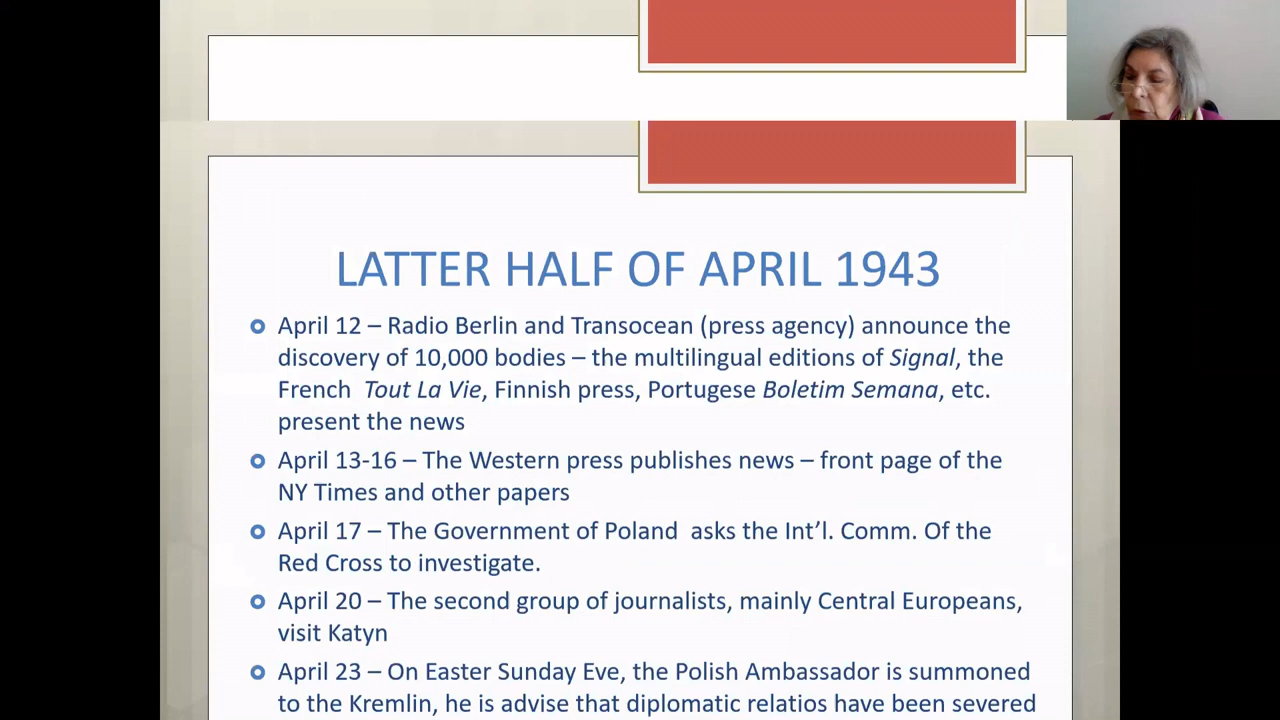 LATTER HALF OF APRIL 1943
April 12 – Radio Berlin and Transocean (press agency) announce the
discovery of 10,000 bodies – the multilingual editions of Signal, the
French  Tout La Vie, Finnish press, Portugese Boletim Semana, etc.
present the news
April 13-16 – The Western press publishes news – front page of the
NY Times and other papers
April 17 – The Government of Poland  asks the Int’l. Comm. Of the
Red Cross to investigate.
April 20 – The second group of journalists, mainly Central Europeans,
visit Katyn
April 23 – On Easter Sunday Eve, the Polish Ambassador is summoned
to the Kremlin, he is advise that diplomatic relatios have been severed